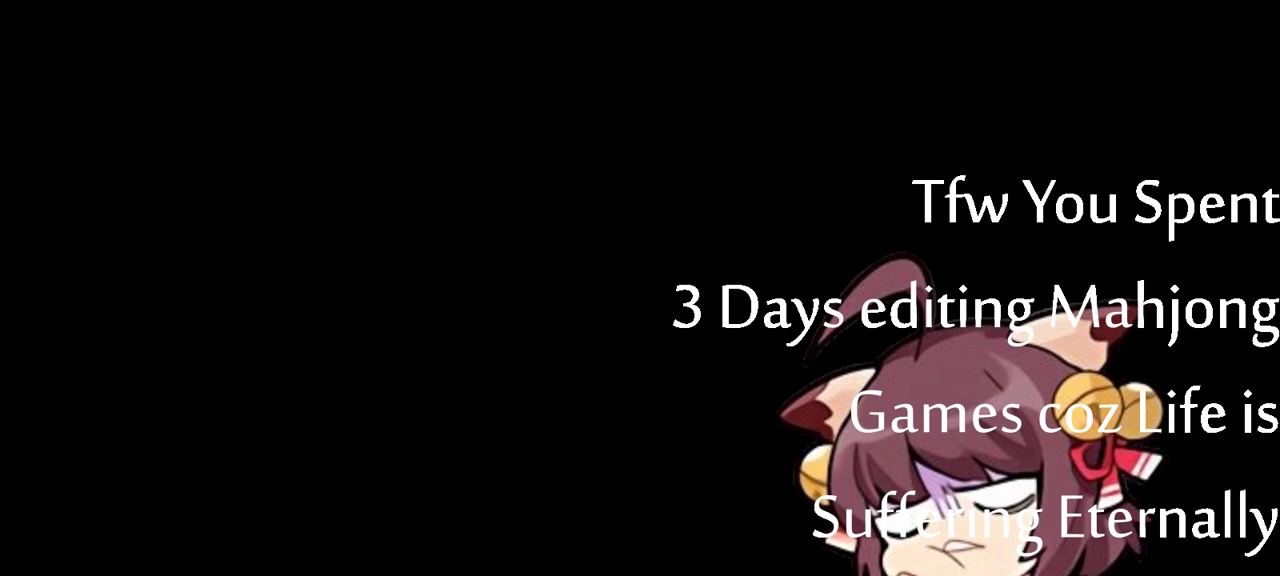 Tfw You Spent
3 Days editing Mahjong
Games coz Life is
Suffering Eternally